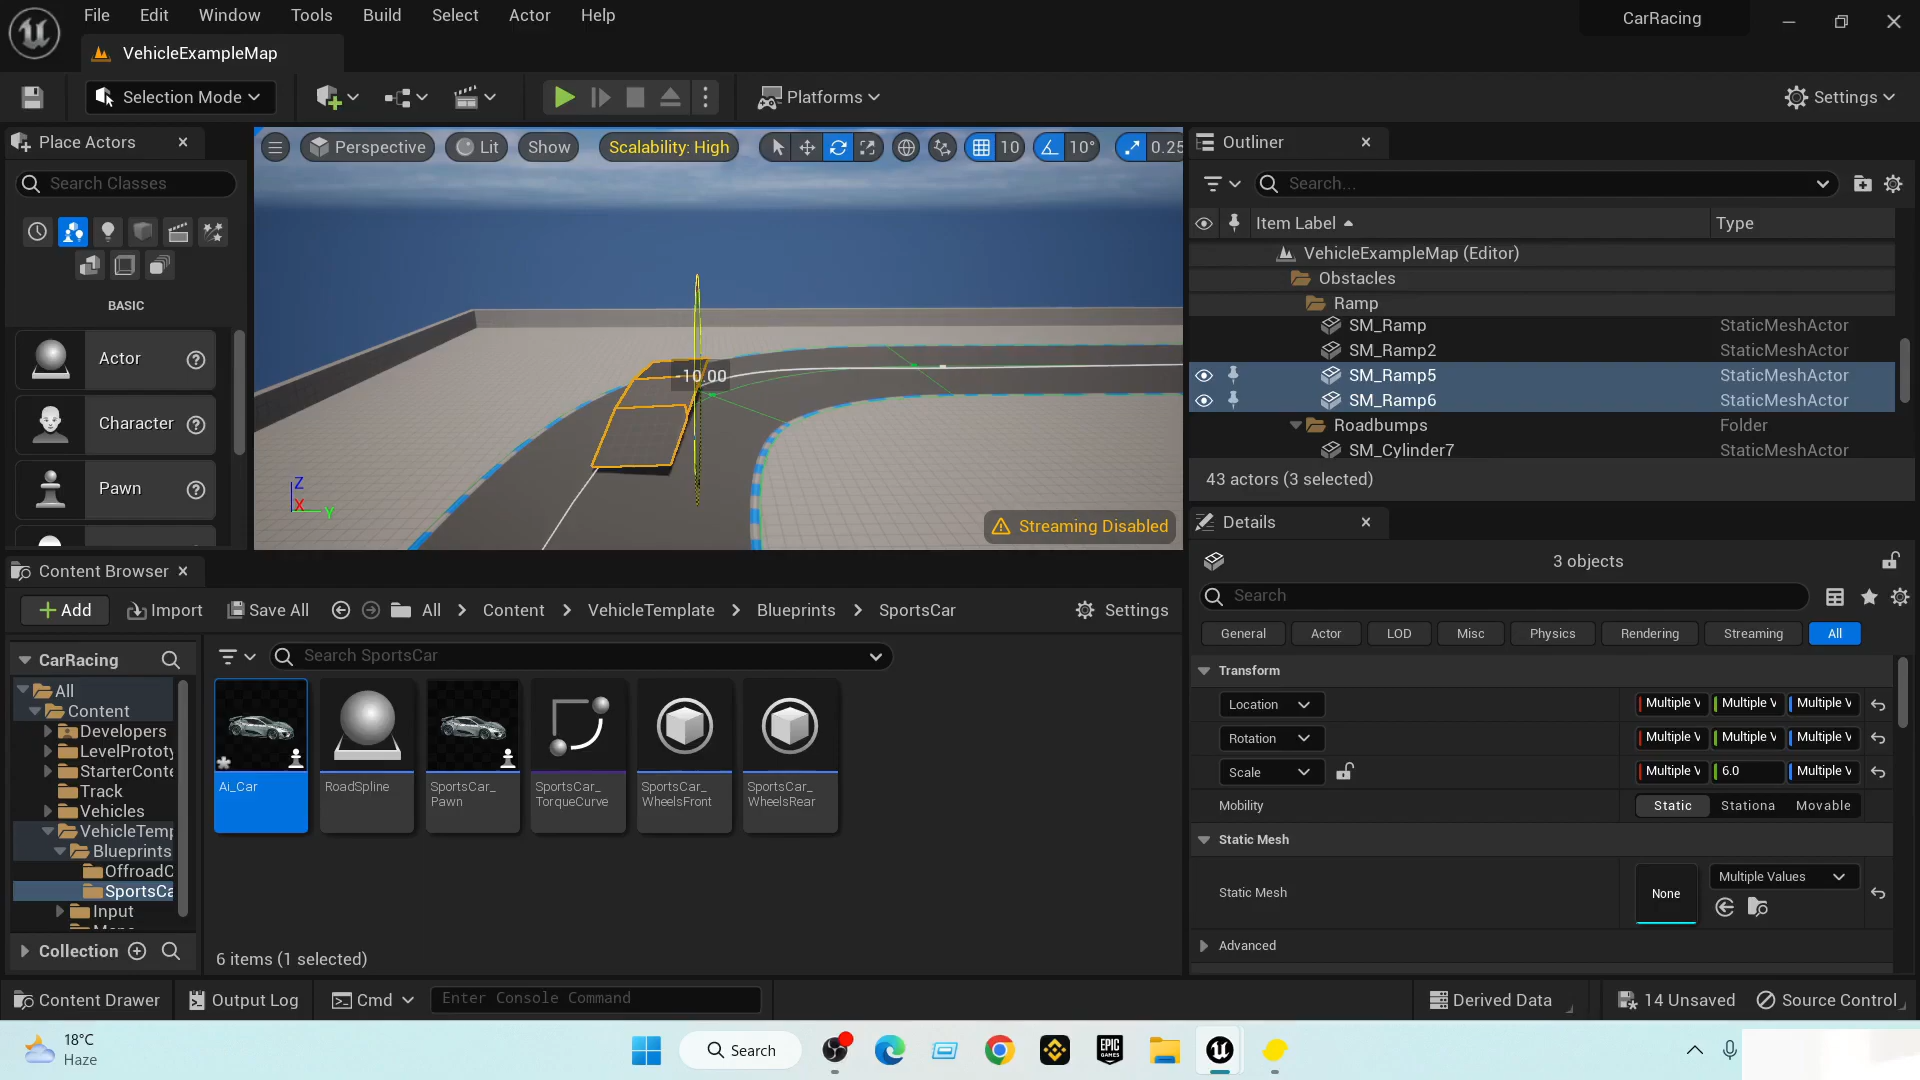 File Edit Window Tools Build Select Actor Help
CarRacing
VehicleExampleMap
Selection Mode
Platforms
Settings
Place Actors
Search Classes
BASIC
Actor
Character
Pawn
Perspective Lit Show Scalability: High 10 10° 0.25
-10.00
Z
X Y
Streaming Disabled
Outliner
Search...
Item Label Type
VehicleExampleMap (Editor)
Obstacles
Ramp
SM_Ramp StaticMeshActor
SM_Ramp2 StaticMeshActor
SM_Ramp5 StaticMeshActor
SM_Ramp6 StaticMeshActor
Roadbumps Folder
SM_Cylinder7 StaticMeshActor
43 actors (3 selected)
Details
3 objects
Search
General Actor LOD Misc Physics Rendering Streaming All
Transform
Location Multiple V Multiple V Multiple V
Rotation Multiple V Multiple V Multiple V
Scale Multiple V 6.0 Multiple V
Mobility Static Stationa Movable
Static Mesh
Static Mesh None Multiple Values
Advanced
Content Browser
Add Import Save All All Content VehicleTemplate Blueprints SportsCar Settings
CarRacing
Search SportsCar
All
Content
Developers
LevelPrototy
StarterConte
Track
Vehicles
VehicleTemp
Blueprints
OffroadC
SportsCa
Input
Collection
Ai_Car
RoadSpline
SportsCar_
Pawn
SportsCar_
TorqueCurve
SportsCar_
WheelsFront
SportsCar_
WheelsRear
6 items (1 selected)
Content Drawer Output Log Cmd Enter Console Command Derived Data 14 Unsaved Source Control
18°C
Haze
Search
EPIC
GAMES